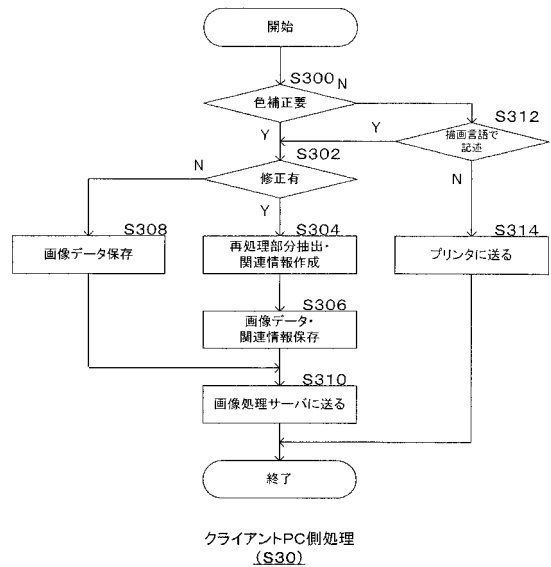 開始
S300
N
色補正要
S312
Y
Y
描画言語で
記述
S302
N
修正有
N
Y
S308
S304
S314
画像データ保存
再処理部分抽出・
関連情報作成
プリンタに送る
S306
画像データ・
関連情報保存
S310
画像処理サーバに送る
終了
クライアントPC側処理
(S30)